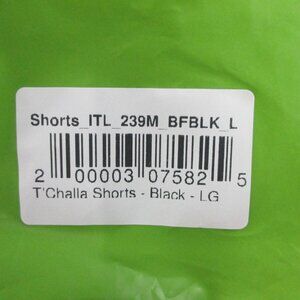 Shorts_ITL_239M_BFBLK_L
2 00003 07582 5
T'Challa Shorts - Black - LG